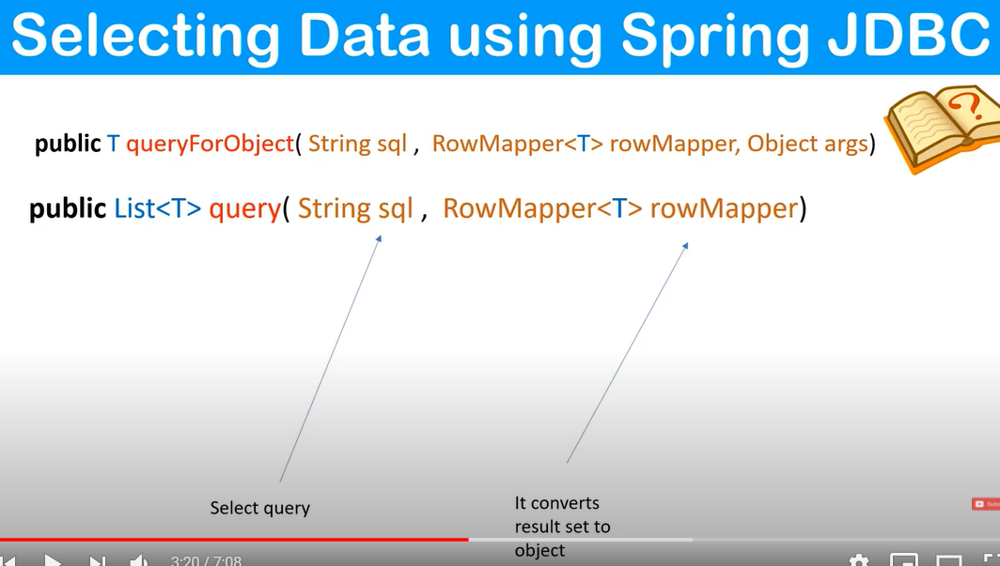 Selecting Data using Spring JDBC
public T queryForObject( String sql , RowMapper<T> rowMapper, Object args)
public List<T> query( String sql , RowMapper<T> rowMapper)
Select query
It converts
result set to
object
3:20 / 7:08